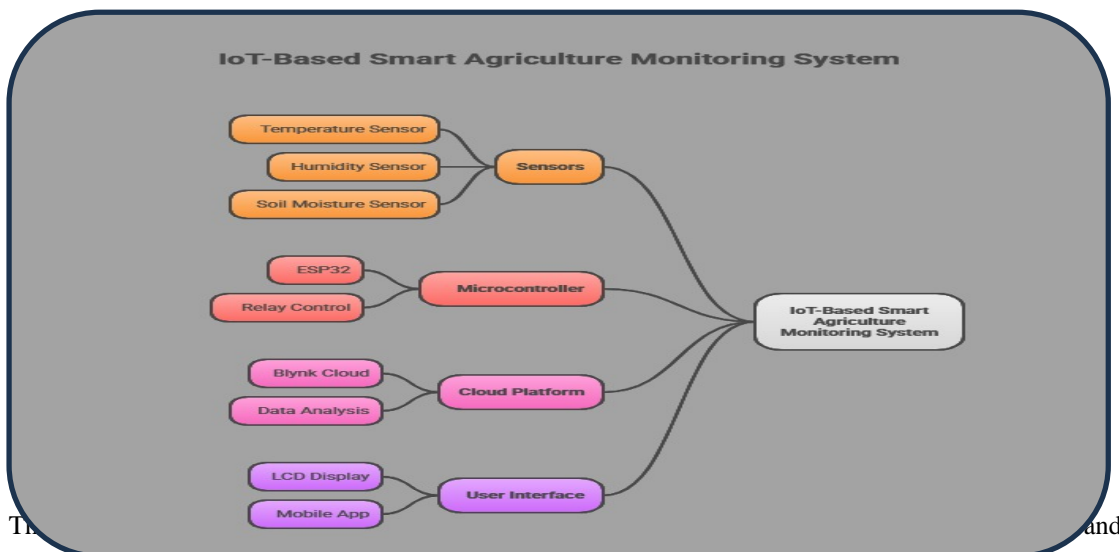 IoT-Based Smart Agriculture Monitoring System
Temperature Sensor
Humidity Sensor
Soil Moisture Sensor
Sensors
ESP32
Relay Control
Microcontroller
Blynk Cloud
Data Analysis
Cloud Platform
LCD Display
Mobile App
User Interface
IoT-Based Smart
Agriculture
Monitoring System
and